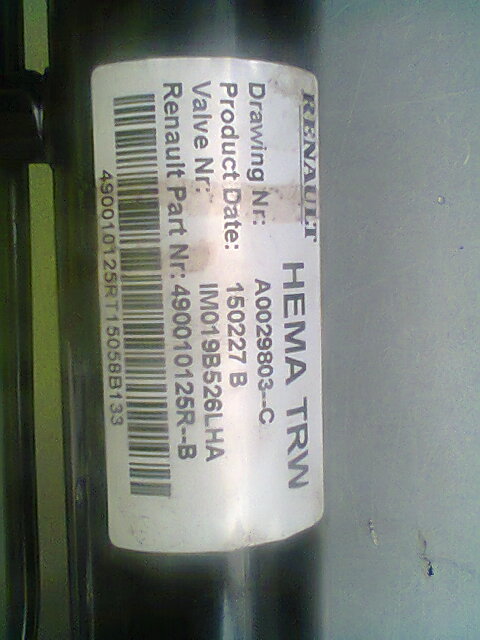 RENAULT
HEMA TRW
Drawing Nr: A0029803--C
Product Date: 150227 B
Valve Nr: IM019B526LHA
Renault Part Nr: 490010125R--B
490010125RT15058B133